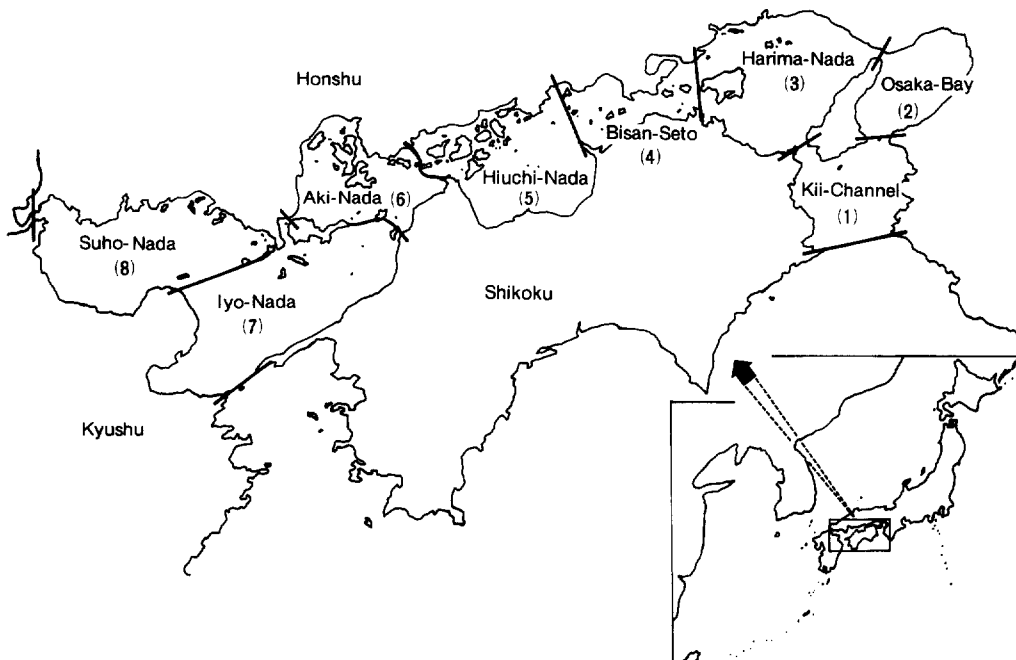 Honshu
Harima-Nada
(3)
Osaka-Bay
(2)
Bisan-Seto
(4)
Hiuchi-Nada
(5)
Aki-Nada (6)
Kii-Channel
(1)
Suho-Nada
(8)
Iyo-Nada
(7)
Shikoku
Kyushu